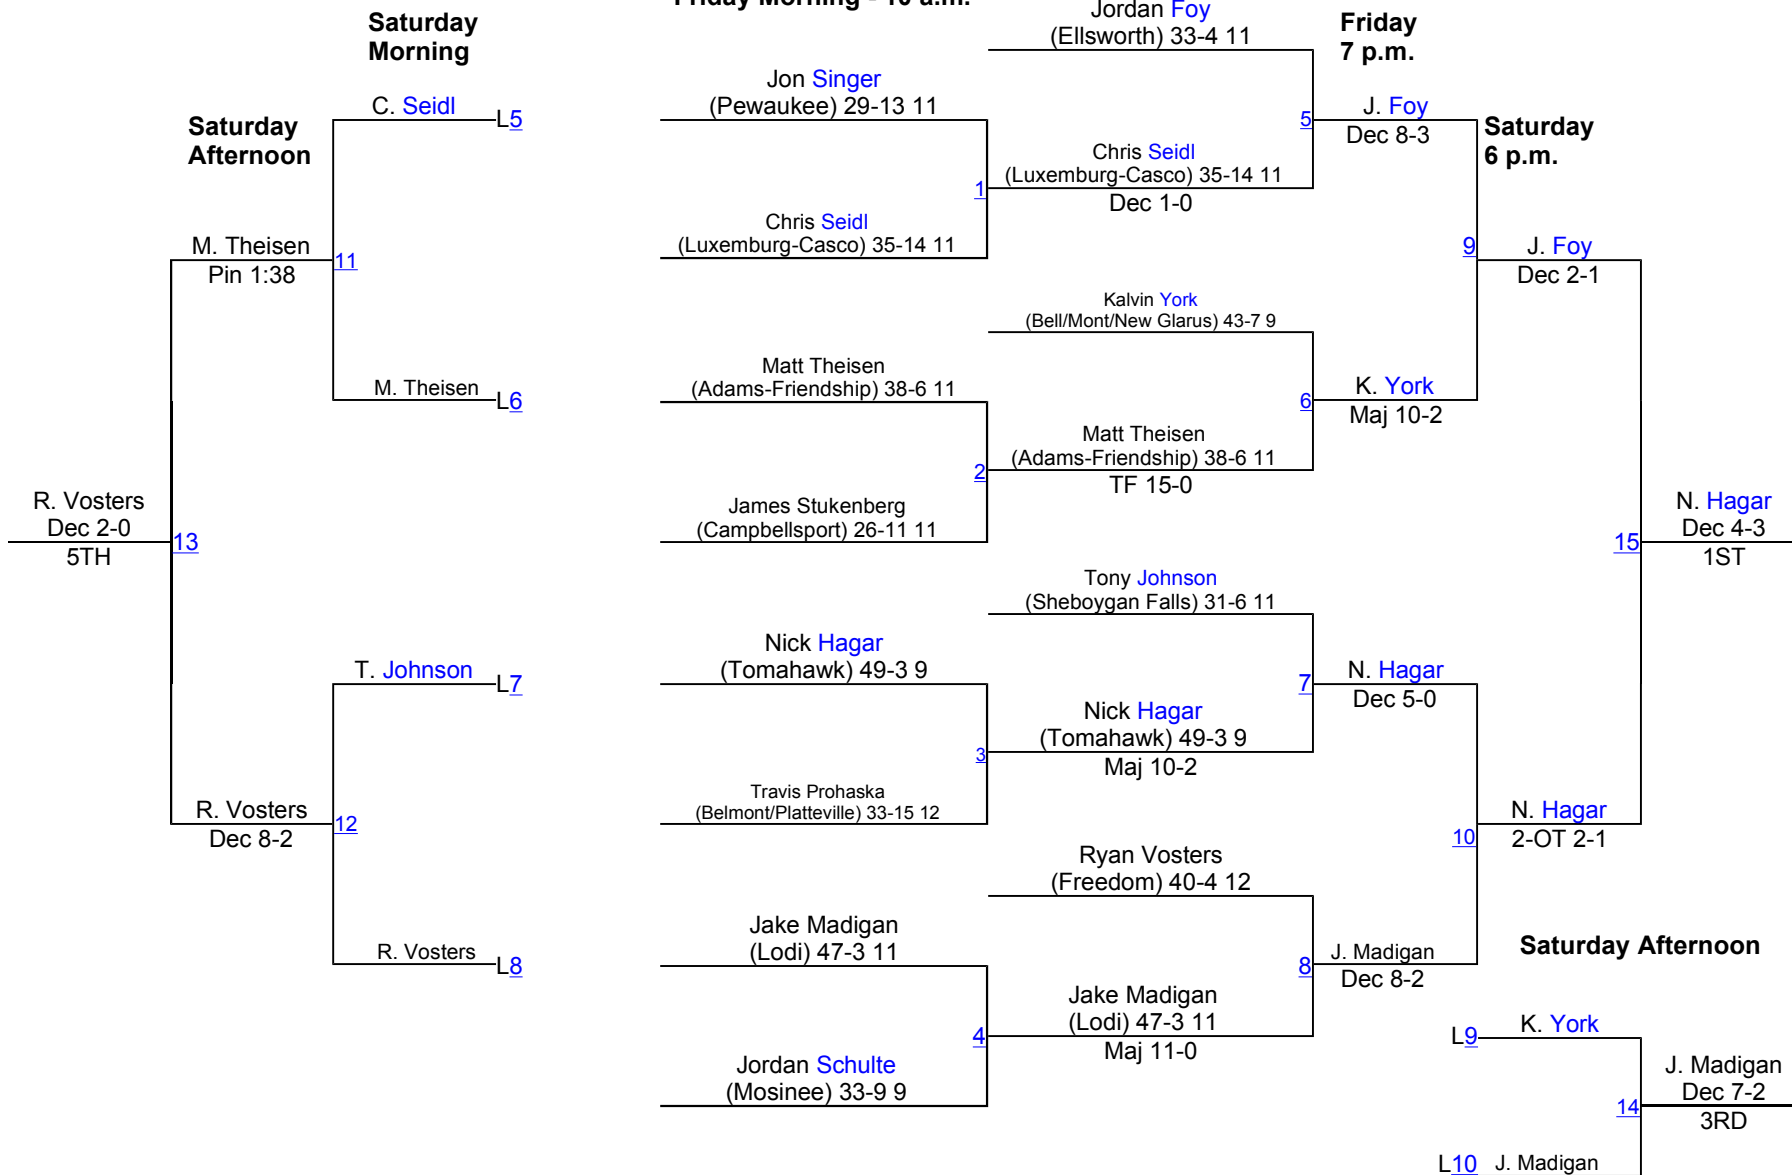 Friday Morning - 10 a.m.
Saturday
Morning
Jordan Foy
(Ellsworth) 33-4 11
Friday
7 p.m.
Jon Singer
(Pewaukee) 29-13 11
C. Seidl
L5
Saturday
Afternoon
5
J. Foy
Dec 8-3
Saturday
6 p.m.
Chris Seidl
(Luxemburg-Casco) 35-14 11
Dec 1-0
1
Chris Seidl
(Luxemburg-Casco) 35-14 11
M. Theisen
Pin 1:38
11
9
J. Foy
Dec 2-1
Kalvin York
(Bell/Mont/New Glarus) 43-7 9
Matt Theisen
(Adams-Friendship) 38-6 11
M. Theisen
L6
6
K. York
Maj 10-2
Matt Theisen
(Adams-Friendship) 38-6 11
TF 15-0
2
James Stukenberg
(Campbellsport) 26-11 11
R. Vosters
Dec 2-0
5TH
13
15
N. Hagar
Dec 4-3
1ST
Tony Johnson
(Sheboygan Falls) 31-6 11
Nick Hagar
(Tomahawk) 49-3 9
T. Johnson
L7
7
N. Hagar
Dec 5-0
Nick Hagar
(Tomahawk) 49-3 9
Maj 10-2
3
Travis Prohaska
(Belmont/Platteville) 33-15 12
R. Vosters
Dec 8-2
12
10
N. Hagar
2-OT 2-1
Ryan Vosters
(Freedom) 40-4 12
Jake Madigan
(Lodi) 47-3 11
R. Vosters
L8
8
J. Madigan
Dec 8-2
Saturday Afternoon
Jake Madigan
(Lodi) 47-3 11
Maj 11-0
4
Jordan Schulte
(Mosinee) 33-9 9
L9
K. York
14
J. Madigan
Dec 7-2
3RD
L10
J. Madigan